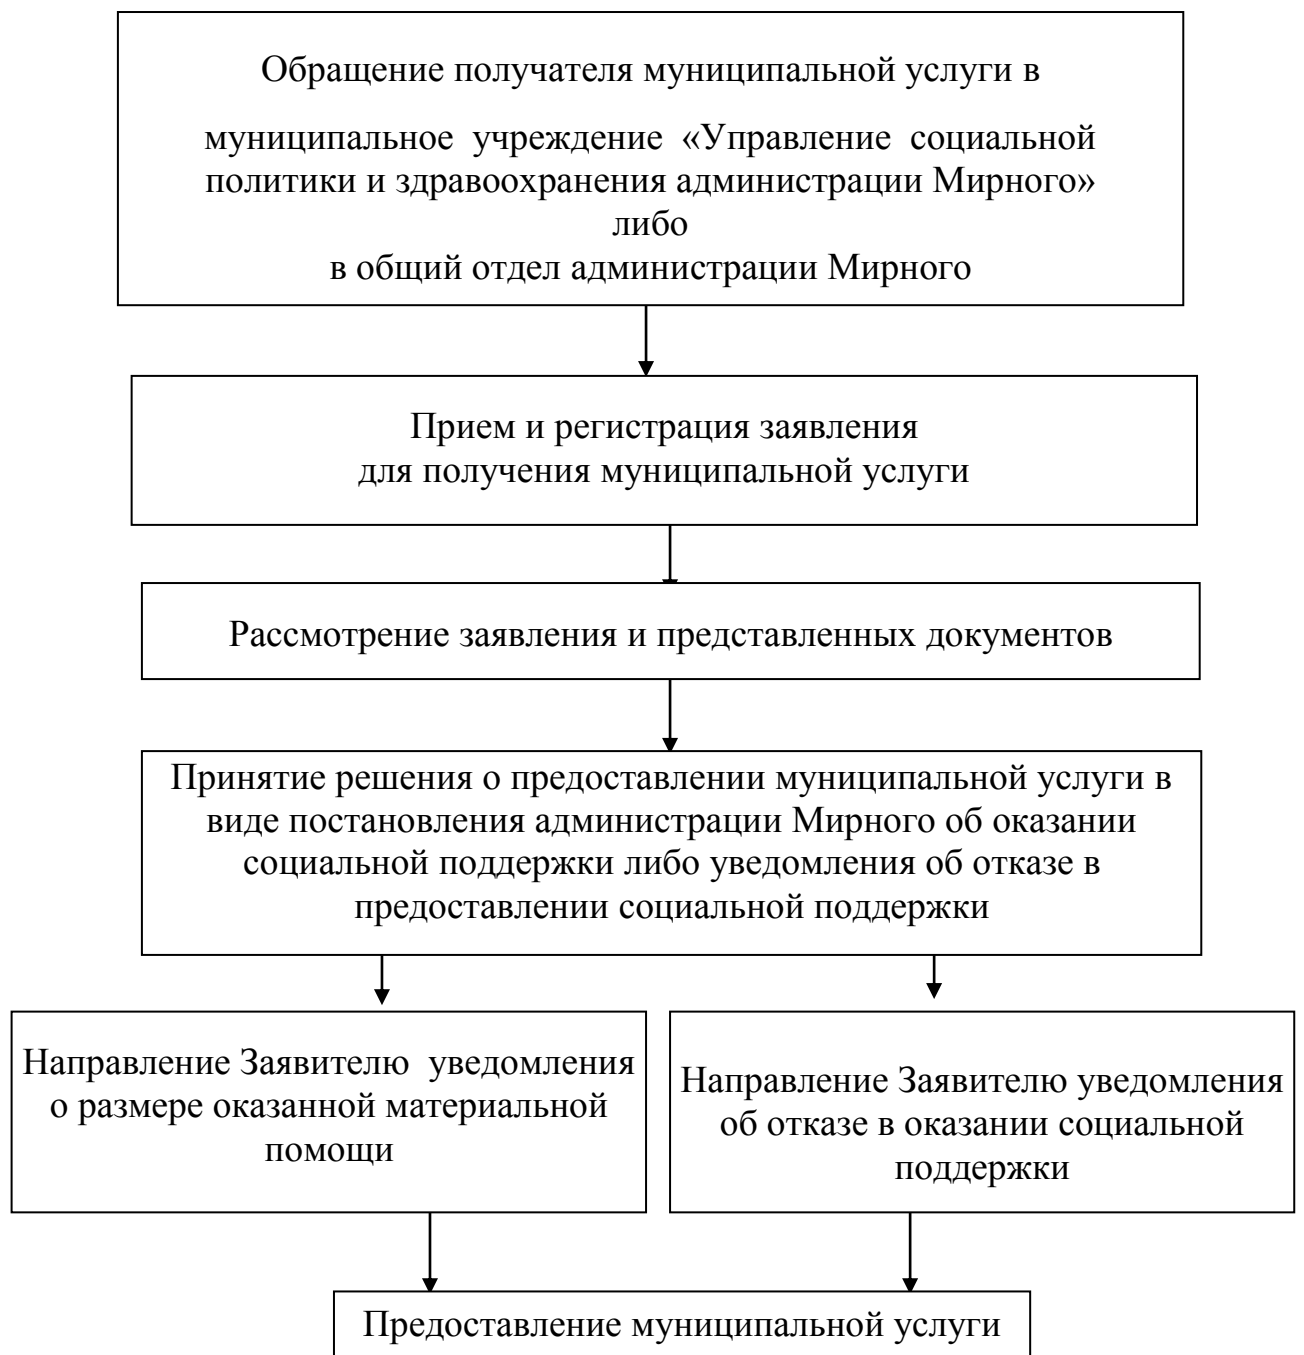 Обращение получателя муниципальной услуги в
муниципальное учреждение «Управление социальной
политики и здравоохранения администрации Мирного»
либо
в общий отдел администрации Мирного
Прием и регистрация заявления
для получения муниципальной услуги
Рассмотрение заявления и представленных документов
Принятие решения о предоставлении муниципальной услуги в
виде постановления администрации Мирного об оказании
социальной поддержки либо уведомления об отказе в
предоставлении социальной поддержки
Направление Заявителю уведомления
о размере оказанной материальной
помощи
Направление Заявителю уведомления
об отказе в оказании социальной
поддержки
Предоставление муниципальной услуги